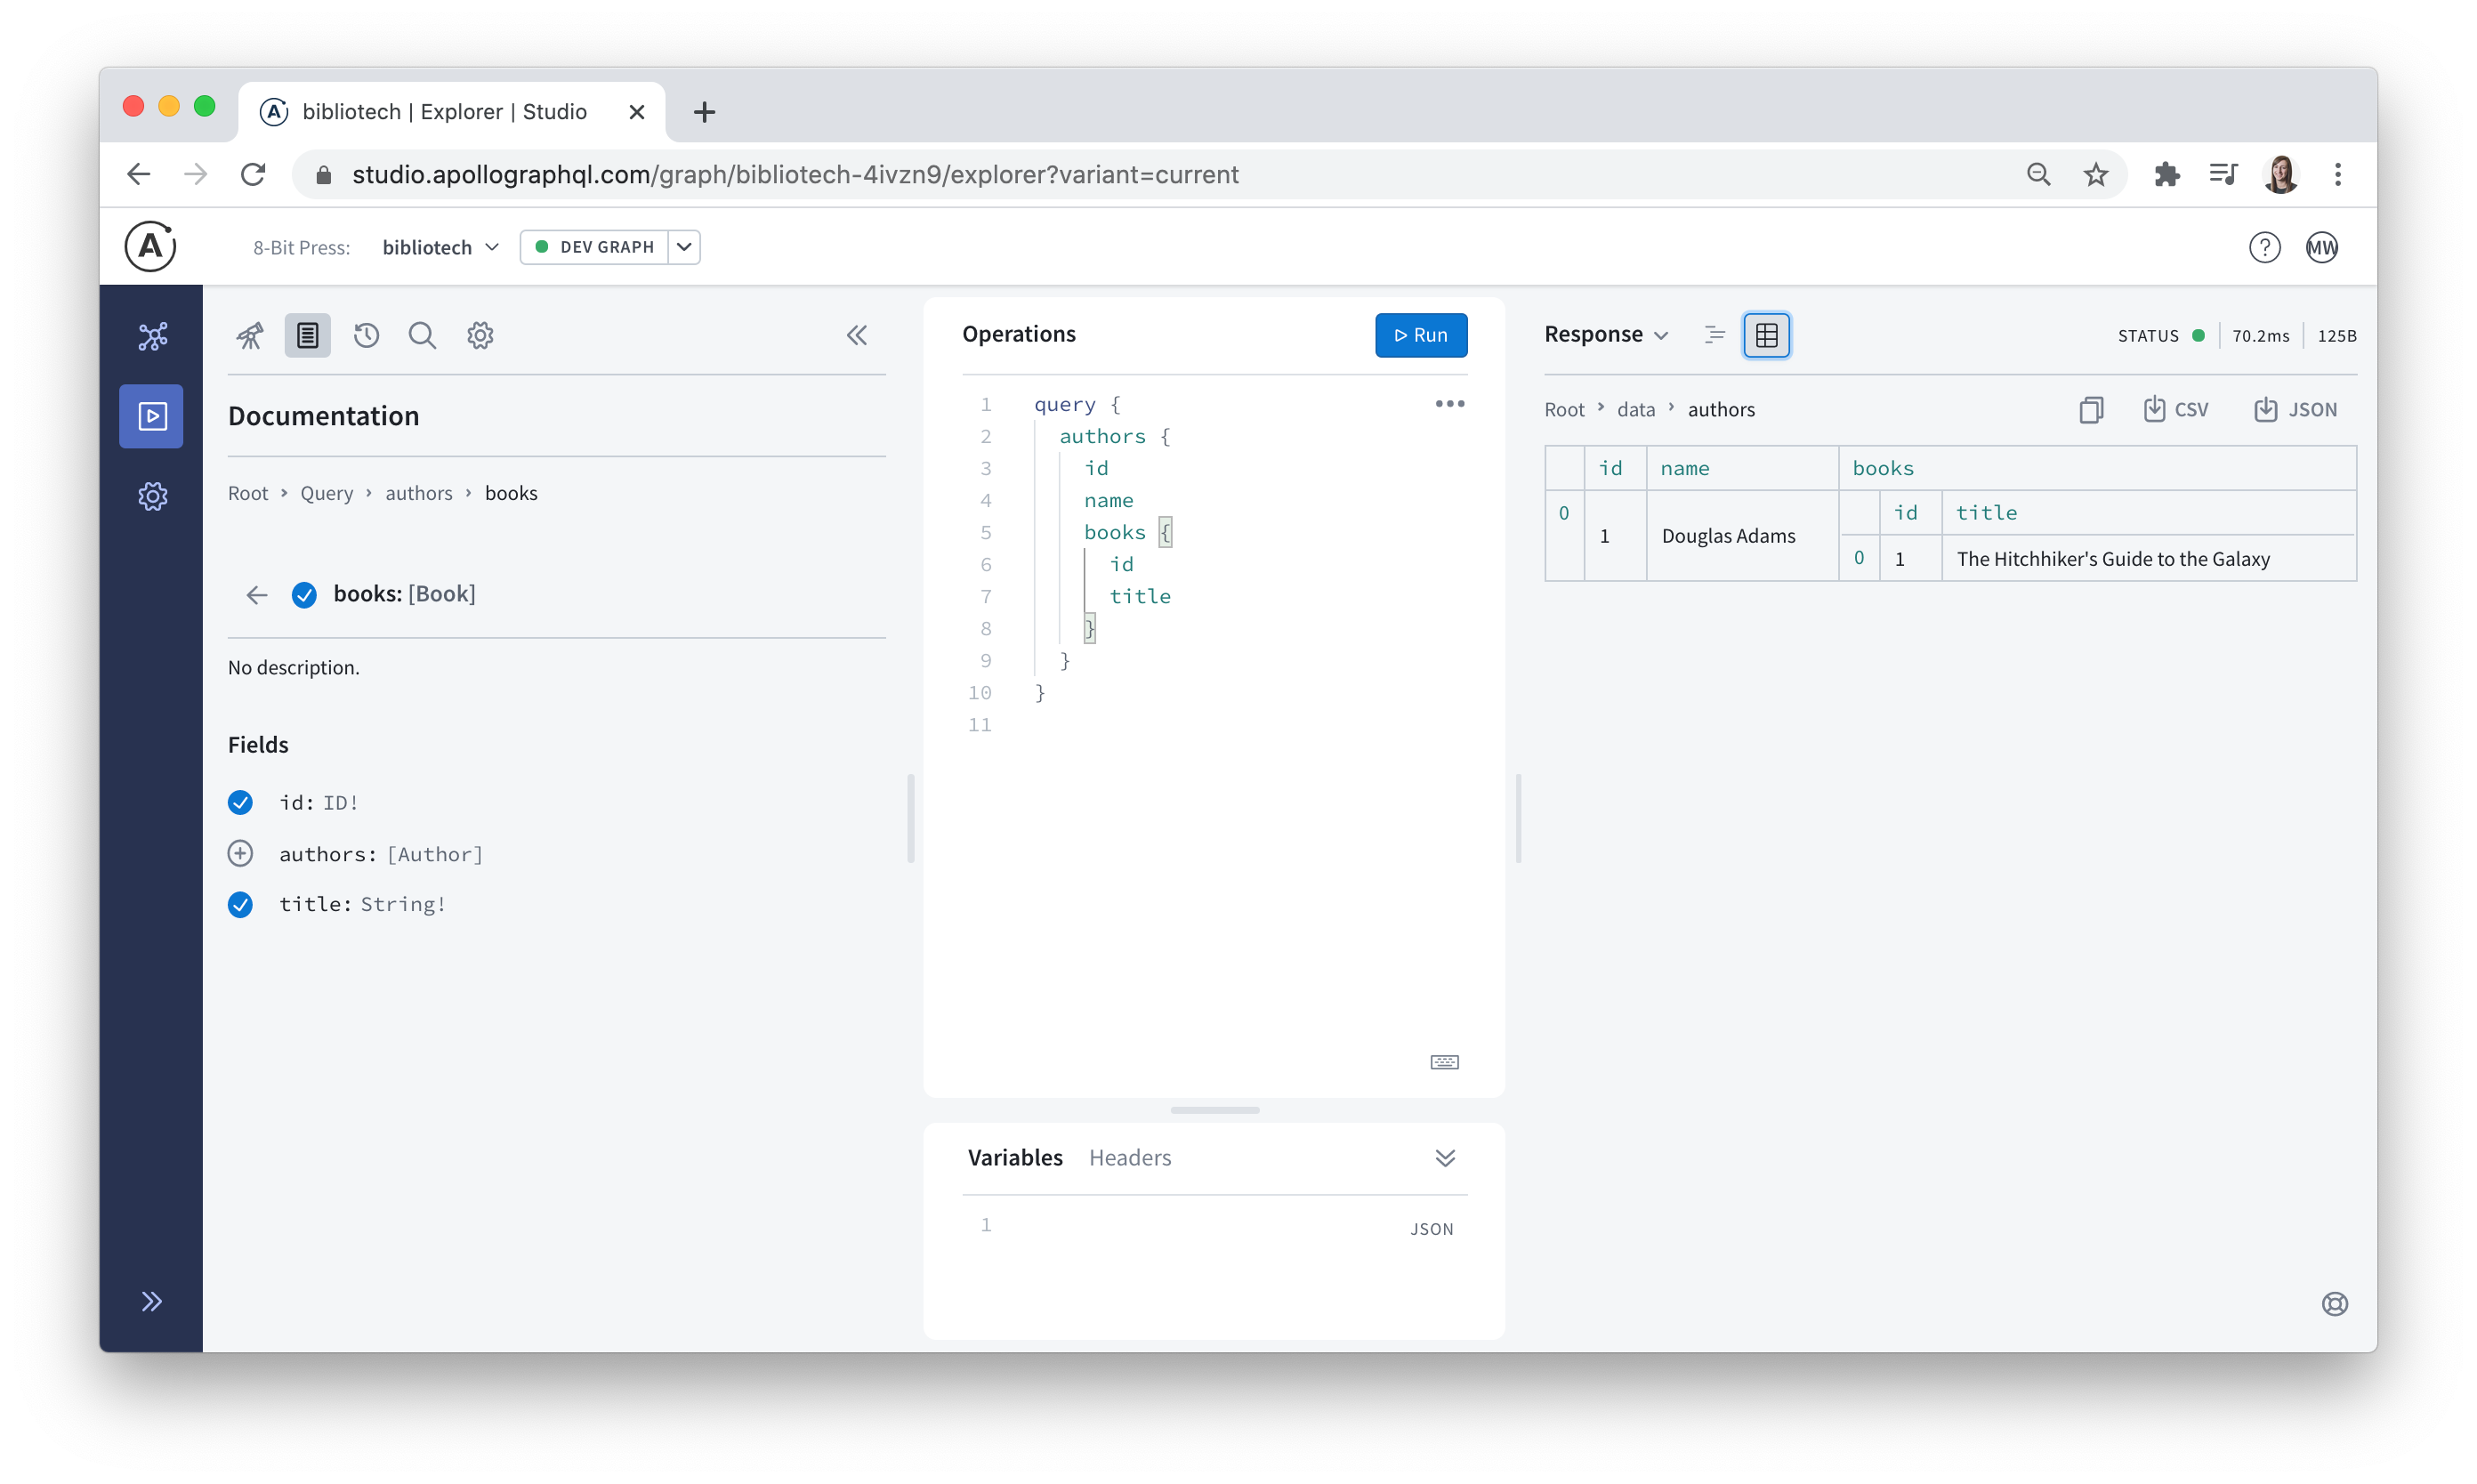 bibliotech | Explorer | Studio
studio.apollographql.com/graph/bibliotech-4ivzn9/explorer?variant=current
A
8-Bit Press:
bibliotech
DEV GRAPH
?
MW
Documentation
Root > Query > authors > books
books: [Book]
No description.
Fields
id: ID!
authors: [Author]
title: String!
Operations
Run
1 query {
2 authors {
3 id
4 name
5 books {
6 id
7 title
8 }
9 }
10 }
11
Variables Headers
1
JSON
Response
STATUS 70.2ms 125B
Root > data > authors
CSV
JSON
id name books
0 1 Douglas Adams
id title
0 1 The Hitchhiker's Guide to the Galaxy